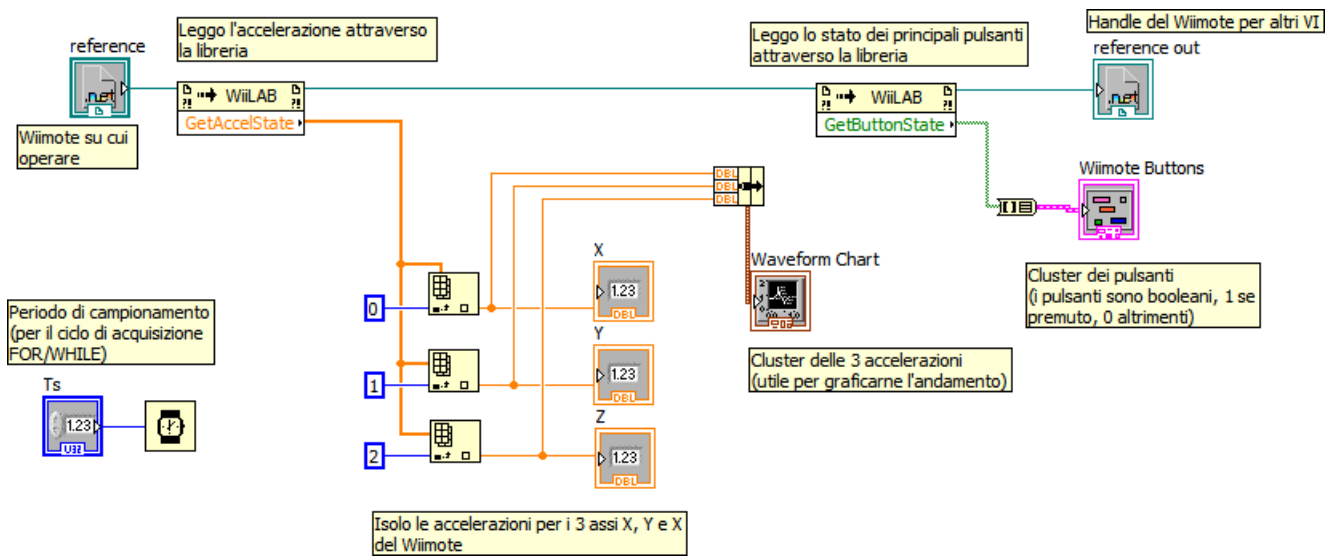 Leggo l'accelerazione attraverso
la libreria
Leggo lo stato dei principali pulsanti
attraverso la libreria
Handle del Wiimote per altri VI
reference
reference out
.net
WiiLAB
GetAccelState
WiiLAB
GetButtonState
.net
Wiimote su cui
operare
DBL
DBL
DBL
Wiimote Buttons
X
1.23
DBL
Waveform Chart
0
Cluster dei pulsanti
(i pulsanti sono booleani, 1 se
premuto, 0 altrimenti)
Periodo di campionamento
(per il ciclo di acquisizione
FOR/WHILE)
Y
1.23
DBL
1
Cluster delle 3 accelerazioni
(utile per graficarne l'andamento)
Ts
1.23
U32
Z
1.23
DBL
2
Isolo le accelerazioni per i 3 assi X, Y e X
del Wiimote